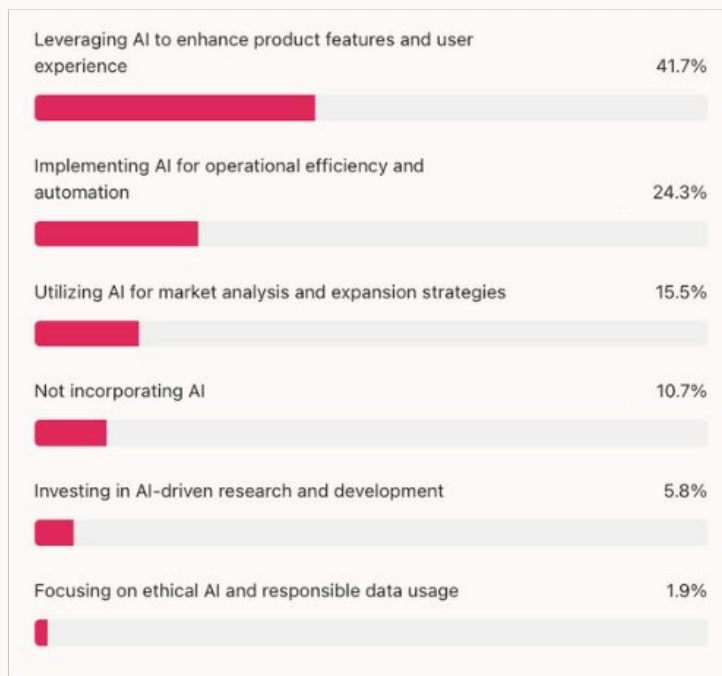 Leveraging AI to enhance product features and user
experience 41.7%
Implementing AI for operational efficiency and
automation 24.3%
Utilizing AI for market analysis and expansion strategies 15.5%
Not incorporating AI 10.7%
Investing in AI-driven research and development 5.8%
Focusing on ethical AI and responsible data usage 1.9%